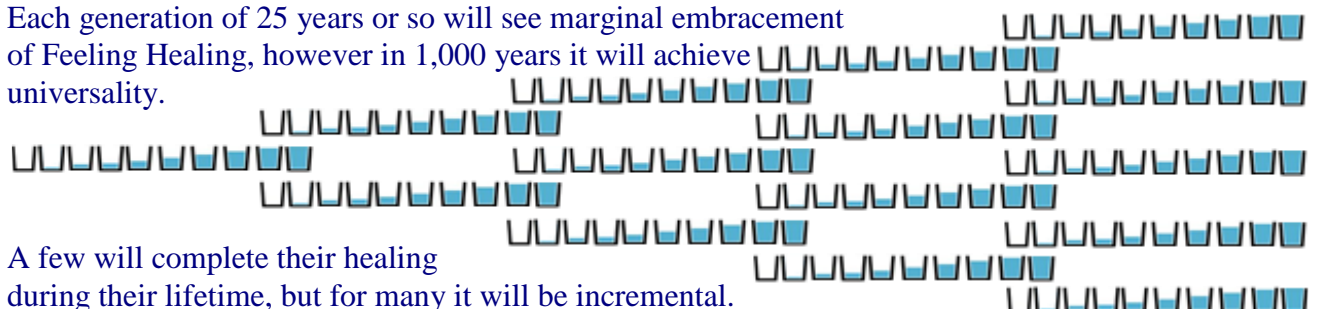 Each generation of 25 years or so will see marginal embracement
of Feeling Healing, however in 1,000 years it will achieve
universality.
A few will complete their healing
during their lifetime, but for many it will be incremental.